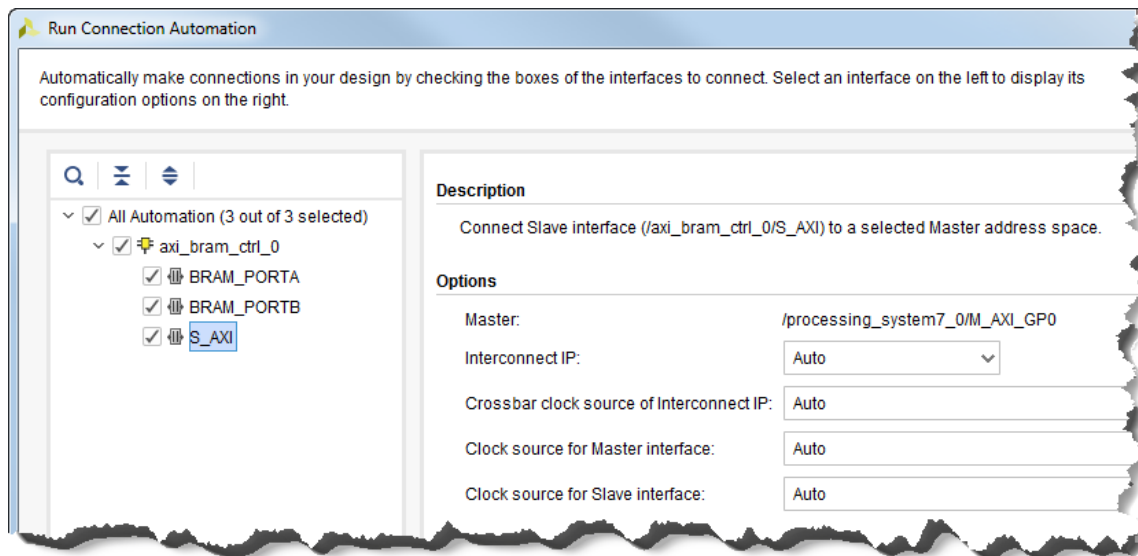 Run Connection Automation
Automatically make connections in your design by checking the boxes of the interfaces to connect. Select an interface on the left to display its
configuration options on the right.
All Automation (3 out of 3 selected)
axi_bram_ctrl_0
BRAM_PORTA
BRAM_PORTB
S_AXI
Description
Connect Slave interface (/axi_bram_ctrl_0/S_AXI) to a selected Master address space.
Options
Master: /processing_system7_0/M_AXI_GP0
Interconnect IP: Auto
Crossbar clock source of Interconnect IP: Auto
Clock source for Master interface: Auto
Clock source for Slave interface: Auto